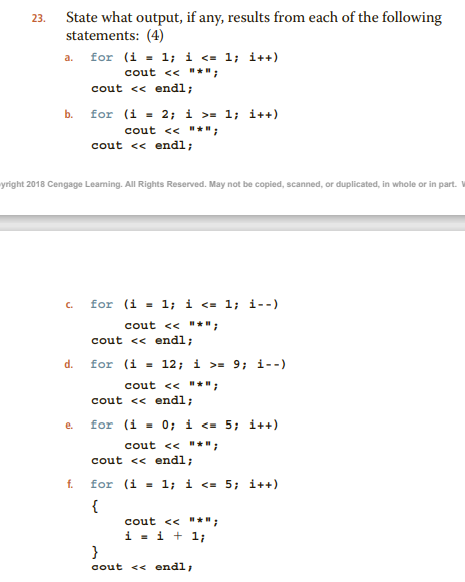 23. State what output, if any, results from each of the following
statements: (4)
a. for (i = 1; i <= 1; i++)
cout << "*";
cout << endl;
b. for (i = 2; i >= 1; i++)
cout << "*";
cout << endl;
yright 2018 Cengage Learning. All Rights Reserved. May not be copied, scanned, or duplicated, in whole or in part.
c. for (i = 1; i <= 1; i--)
cout << "*";
cout << endl;
d. for (i = 12; i >= 9; i--)
cout << "*";
cout << endl;
e. for (i = 0; i <= 5; i++)
cout << "*";
cout << endl;
f. for (i = 1; i <= 5; i++)
{
cout << "*";
i = i + 1;
}
cout << endl;